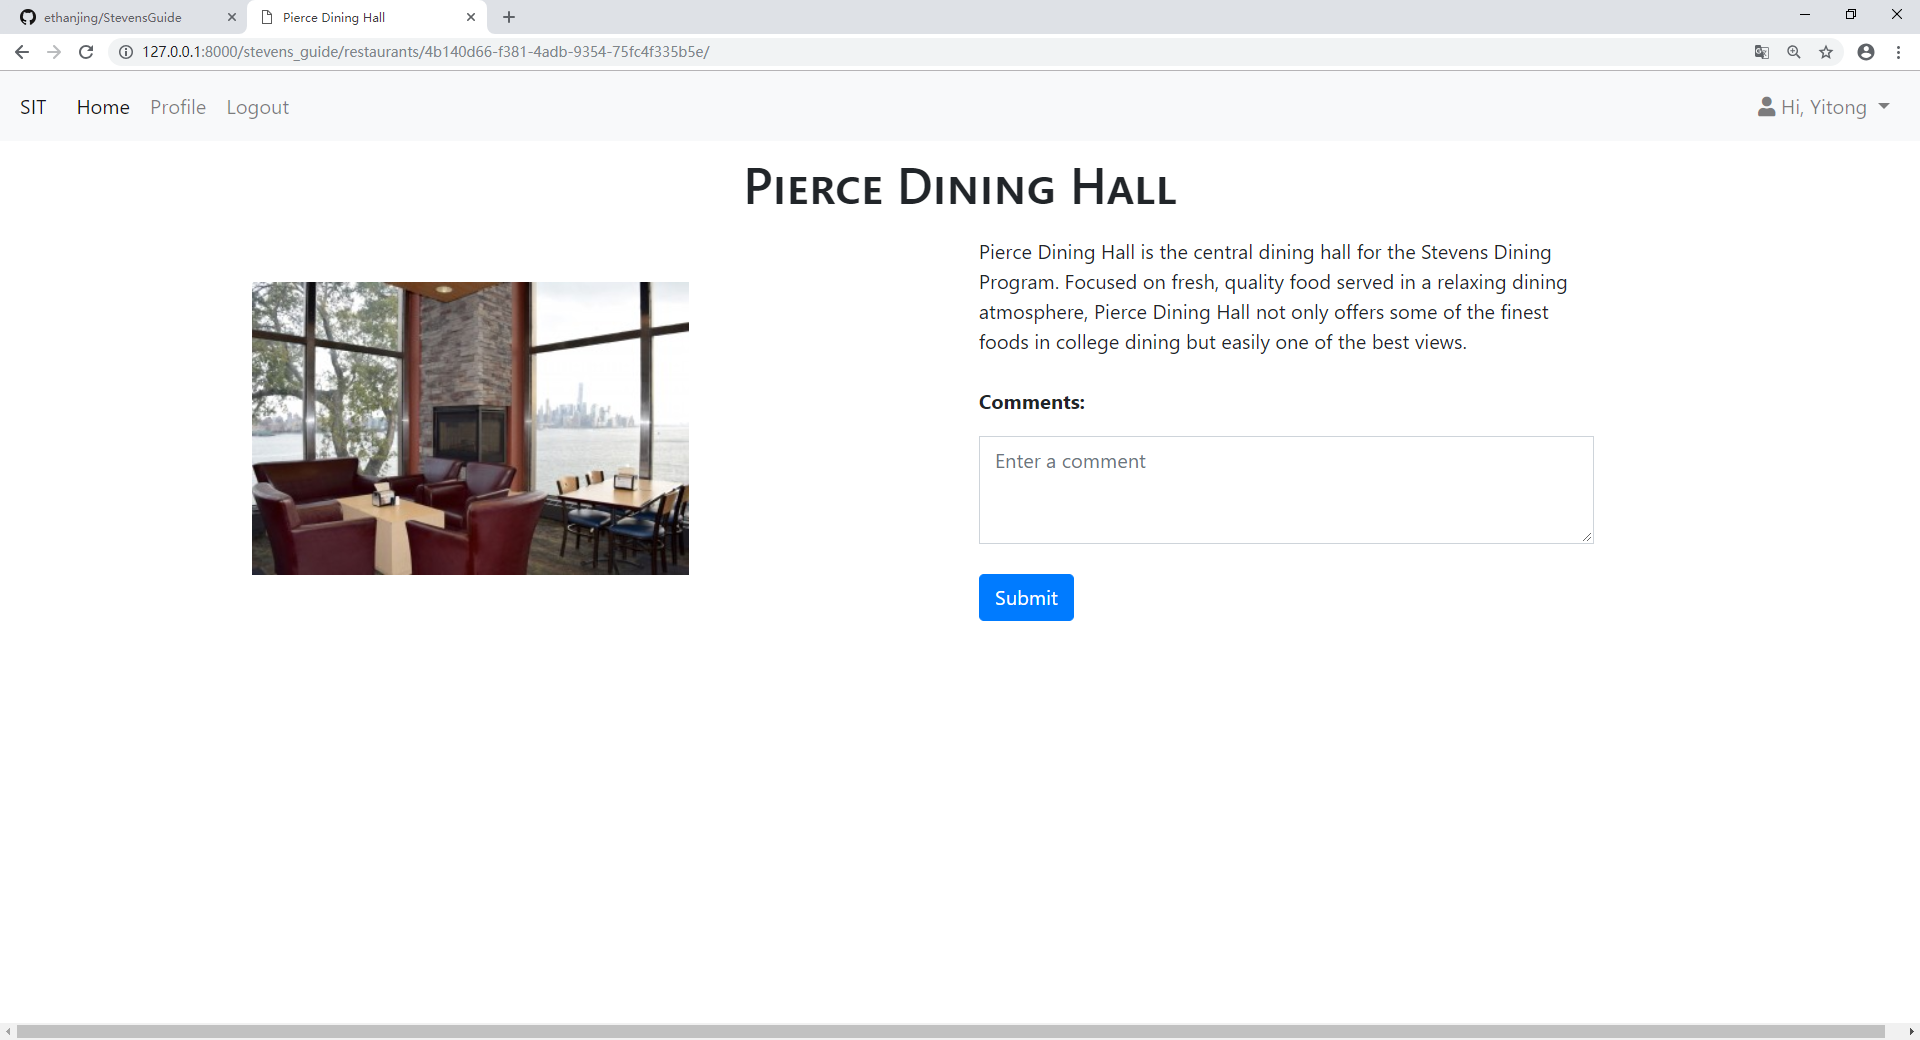 ethanjing/StevensGuide
Pierce Dining Hall
127.0.0.1:8000/stevens_guide/restaurants/4b140d66-f381-4adb-9354-75fc4f335b5e/
SIT Home Profile Logout Hi, Yitong
Pierce Dining Hall
Pierce Dining Hall is the central dining hall for the Stevens Dining
Program. Focused on fresh, quality food served in a relaxing dining
atmosphere, Pierce Dining Hall not only offers some of the finest
foods in college dining but easily one of the best views.
Comments:
Enter a comment
Submit